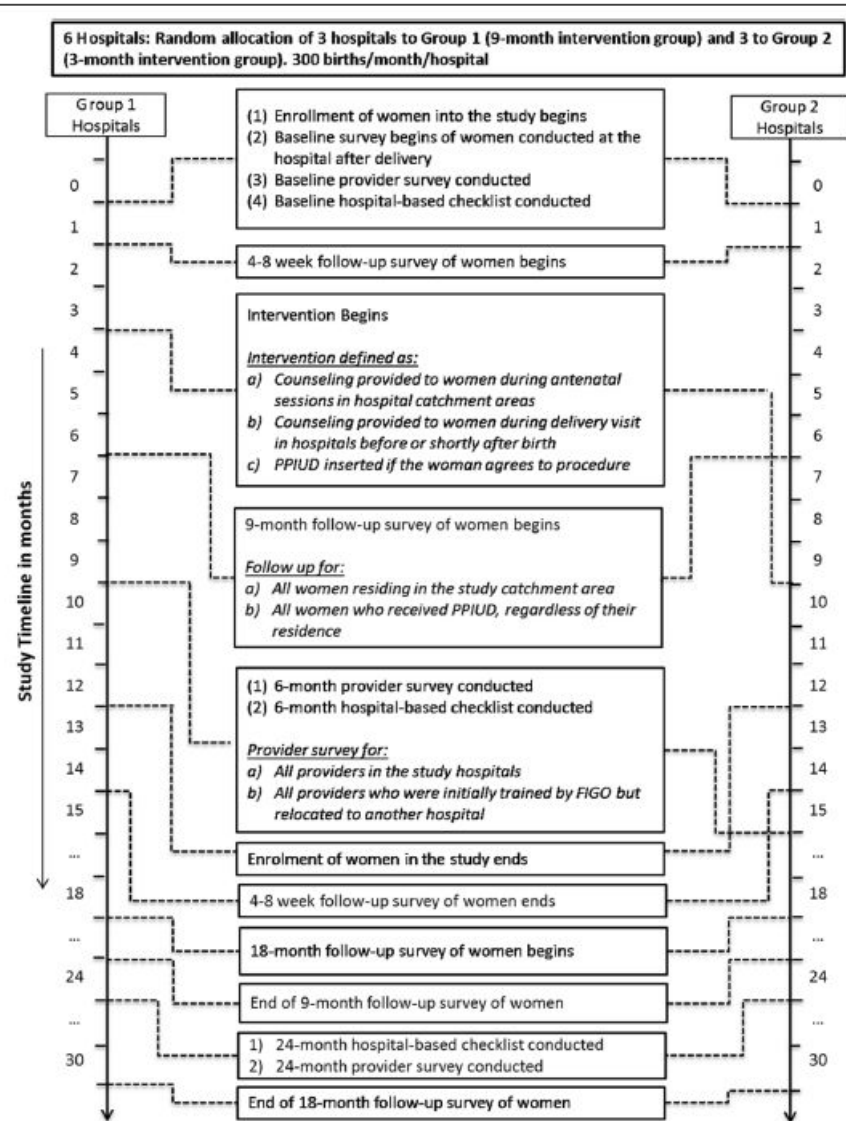 6 Hospitals: Random allocation of 3 hospitals to Group 1 (9-month intervention group) and 3 to Group 2
(3-month intervention group). 300 births/month/hospital
Group 1
Hospitals
Group 2
Hospitals
(1) Enrollment of women into the study begins
(2) Baseline survey begins of women conducted at the
hospital after delivery
(3) Baseline provider survey conducted
(4) Baseline hospital-based checklist conducted
4-8 week follow-up survey of women begins
Intervention Begins
Intervention defined as:
a) Counseling provided to women during antenatal
sessions in hospital catchment areas
b) Counseling provided to women during delivery visit
in hospitals before or shortly after birth
c) PPIUD inserted if the woman agrees to procedure
9-month follow-up survey of women begins
Follow up for:
a) All women residing in the study catchment area
b) All women who received PPIUD, regardless of their
residence
(1) 6-month provider survey conducted
(2) 6-month hospital-based checklist conducted
Provider survey for:
a) All providers in the study hospitals
b) All providers who were initially trained by FIGO but
relocated to another hospital
Enrolment of women in the study ends
4-8 week follow-up survey of women ends
18-month follow-up survey of women begins
End of 9-month follow-up survey of women
1) 24-month hospital-based checklist conducted
2) 24-month provider survey conducted
End of 18-month follow-up survey of women
Study Timeline in months
0
1
2
3
4
5
6
7
8
9
10
11
12
13
14
15
...
18
...
24
...
30
0
1
2
3
4
5
6
7
8
9
10
11
12
13
14
15
...
18
...
24
...
30